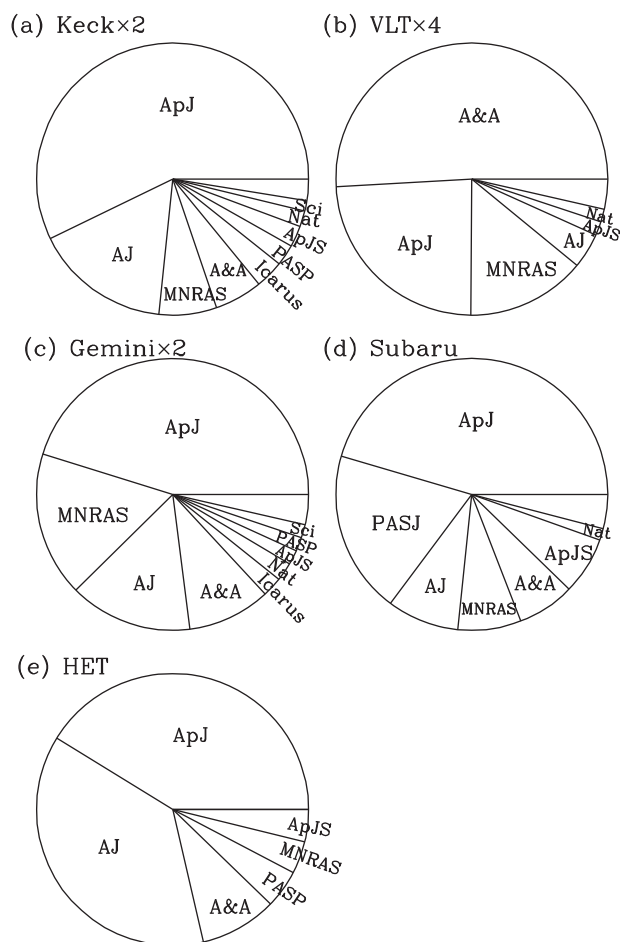 (a) Keck×2
ApJ
Sci
Nat
ApJS
PASP
Icarus
A&A
MNRAS
AJ
(b) VLT×4
A&A
Nat
ApJS
AJ
MNRAS
ApJ
(c) Gemini×2
ApJ
MNRAS
AJ
A&A
Sci
PASP
ApJS
Nat
Icarus
(d) Subaru
ApJ
PASJ
AJ
MNRAS
A&A
ApJS
Nat
(e) HET
ApJ
AJ
A&A
PASP
MNRAS
ApJS